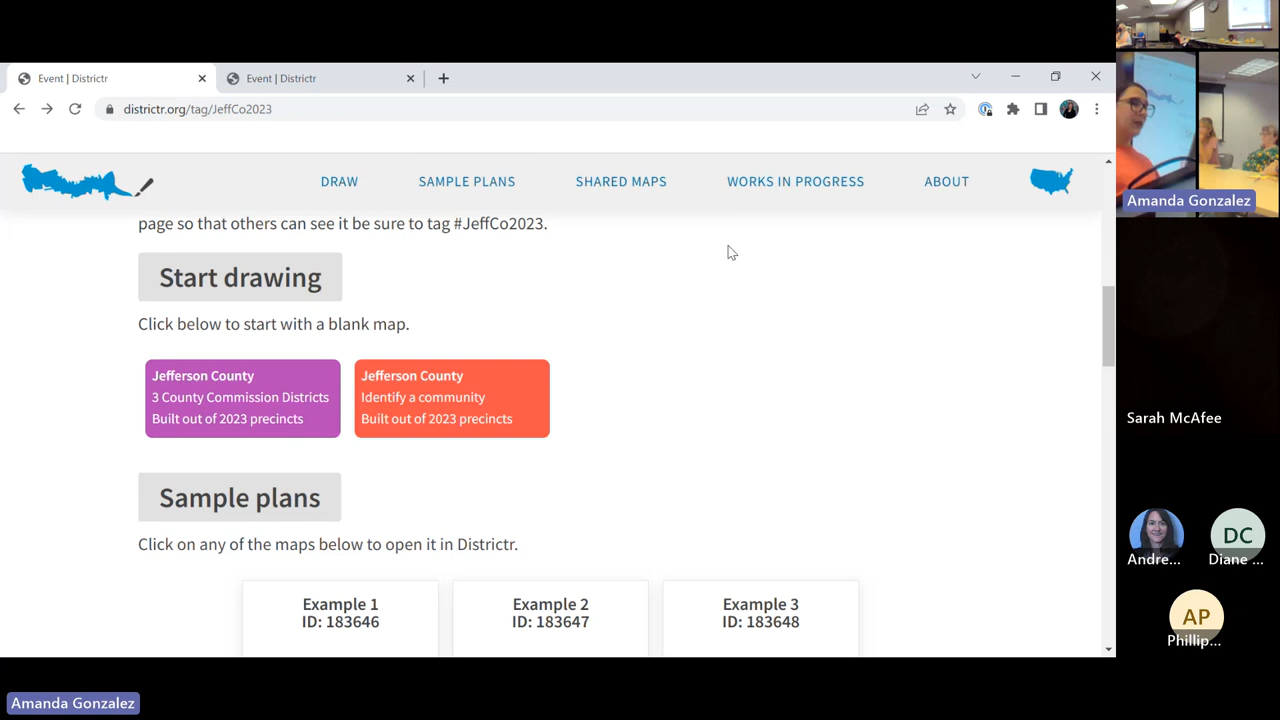 Event | Districtr
Event | Districtr
districtr.org/tag/JeffCo2023
DRAW
SAMPLE PLANS
SHARED MAPS
WORKS IN PROGRESS
ABOUT
page so that others can see it be sure to tag #JeffCo2023.
Start drawing
Click below to start with a blank map.
Jefferson County
3 County Commission Districts
Built out of 2023 precincts
Jefferson County
Identify a community
Built out of 2023 precincts
Sample plans
Click on any of the maps below to open it in Districtr.
Example 1
ID: 183646
Example 2
ID: 183647
Example 3
ID: 183648
Amanda Gonzalez
Sarah McAfee
Andre...
DC
Diane ...
AP
Phillip...
Amanda Gonzalez